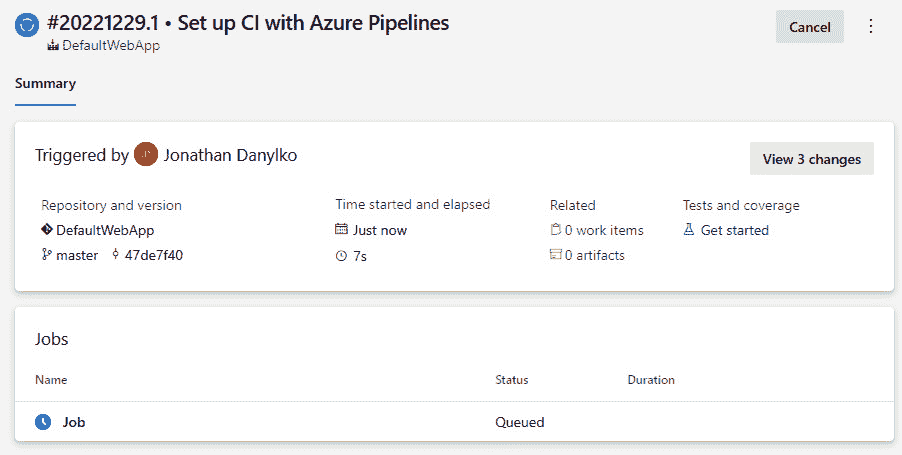 #20221229.1 • Set up CI with Azure Pipelines
DefaultWebApp
Cancel
Summary
Triggered by JD Jonathan Danylko
View 3 changes
Repository and version
DefaultWebApp
master 47de7f40
Time started and elapsed
Just now
7s
Related
0 work items
0 artifacts
Tests and coverage
Get started
Jobs
Name Status Duration
Job Queued